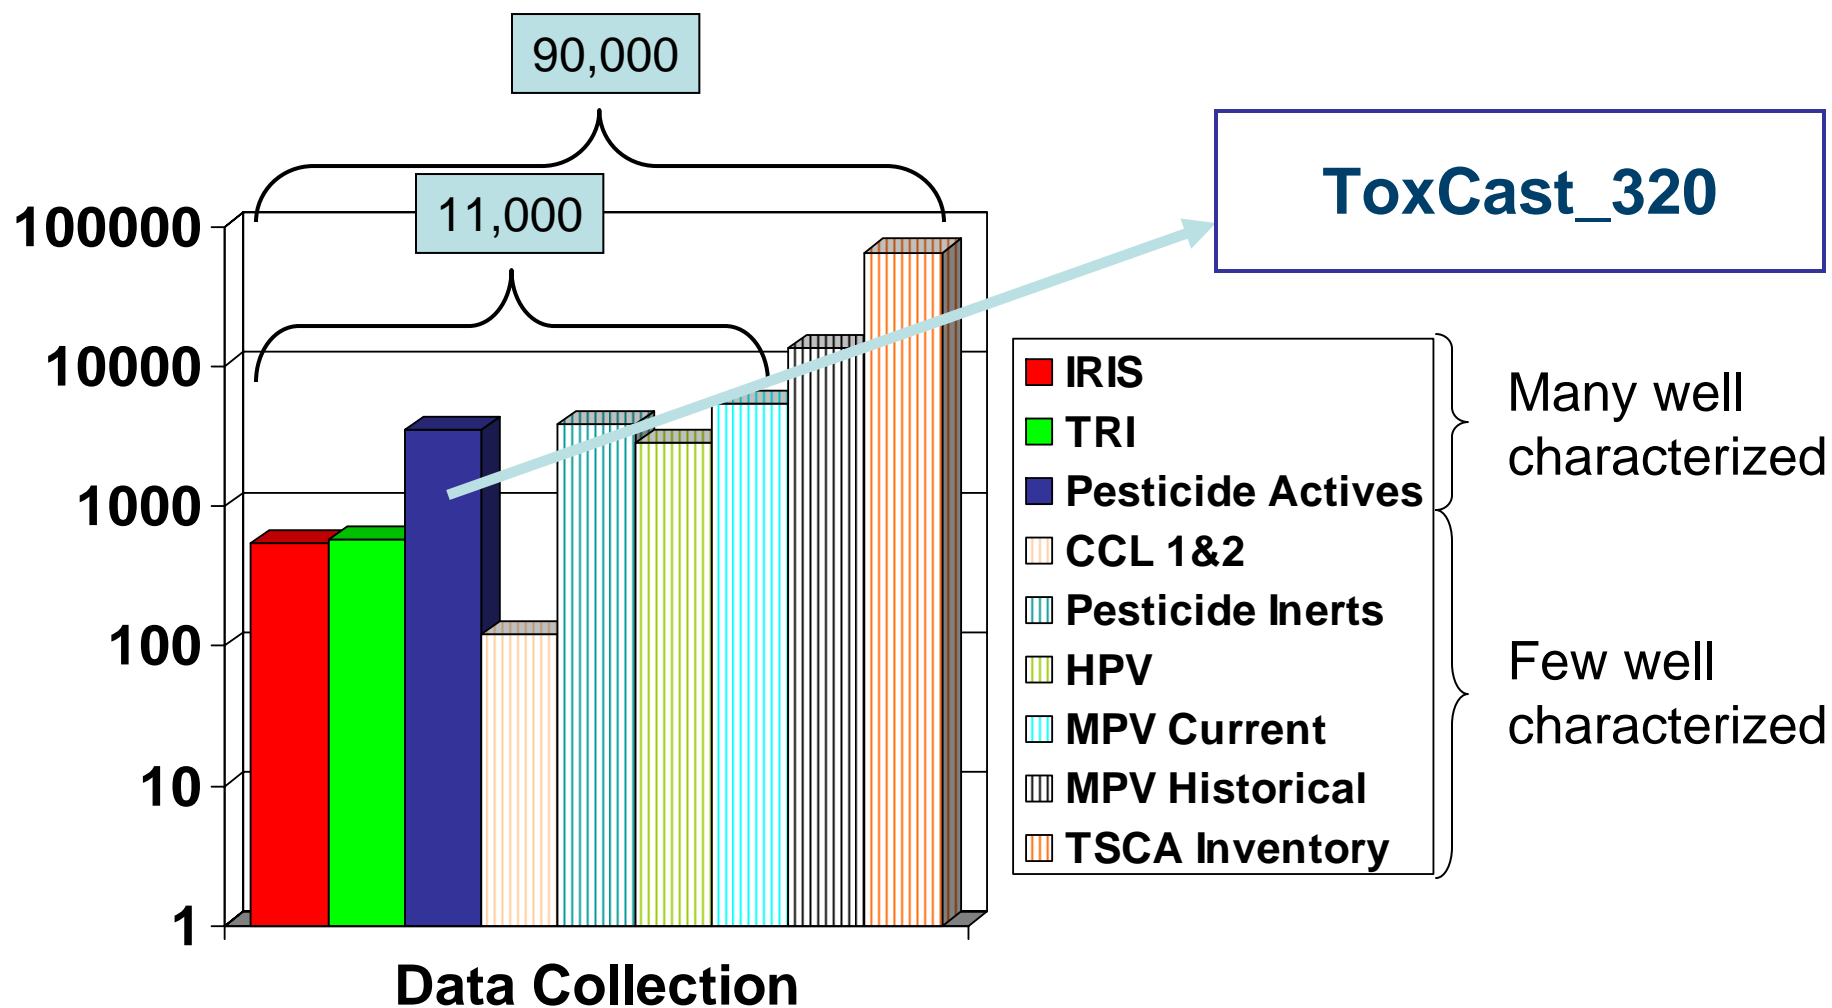 90,000
11,000
ToxCast_320
100000
10000
1000
100
10
1
Data Collection
IRIS
TRI
Pesticide Actives
CCL 1&2
Pesticide Inerts
HPV
MPV Current
MPV Historical
TSCA Inventory
Many well
characterized
Few well
characterized